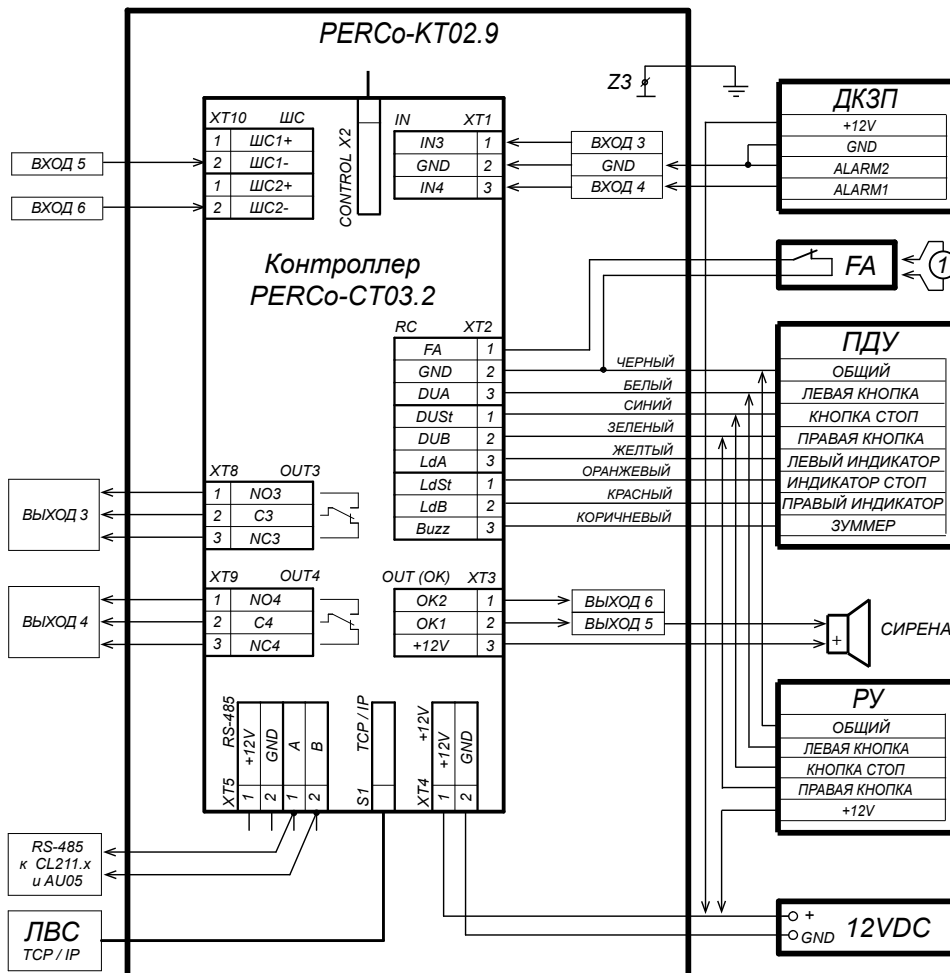 PERCo-KT02.9
Z3
XT10 ШС
1 ШС1+
2 ШС1-
1 ШС2+
2 ШС2-
CONTROL X2
IN XT1
IN3 1
GND 2
IN4 3
ВХОД 5
ВХОД 6
ВХОД 3
GND
ВХОД 4
ДКЗП
+12V
GND
ALARM2
ALARM1
FA
1
Контроллер
PERCo-CT03.2
RC XT2
FA 1
GND 2
DUA 3
DUSt 1
DUB 2
LdA 3
LdSt 1
LdB 2
Buzz 3
ЧЕРНЫЙ
БЕЛЫЙ
СИНИЙ
ЗЕЛЕНЫЙ
ЖЕЛТЫЙ
ОРАНЖЕВЫЙ
КРАСНЫЙ
КОРИЧНЕВЫЙ
ПДУ
ОБЩИЙ
ЛЕВАЯ КНОПКА
КНОПКА СТОП
ПРАВАЯ КНОПКА
ЛЕВЫЙ ИНДИКАТОР
ИНДИКАТОР СТОП
ПРАВЫЙ ИНДИКАТОР
ЗУММЕР
XT8 OUT3
1 NO3
2 C3
3 NC3
ВЫХОД 3
XT9 OUT4
1 NO4
2 C4
3 NC4
ВЫХОД 4
OUT (OK) XT3
OK2 1
OK1 2
+12V 3
ВЫХОД 6
ВЫХОД 5
+
СИРЕНА
РУ
ОБЩИЙ
ЛЕВАЯ КНОПКА
КНОПКА СТОП
ПРАВАЯ КНОПКА
+12V
XT5 RS-485
1 +12V
2 GND
1 A
2 B
S1 TCP / IP
XT4 +12V
1 +12V
2 GND
RS-485
к CL211.x
и AU05
ЛВС
TCP / IP
+
GND
12VDC